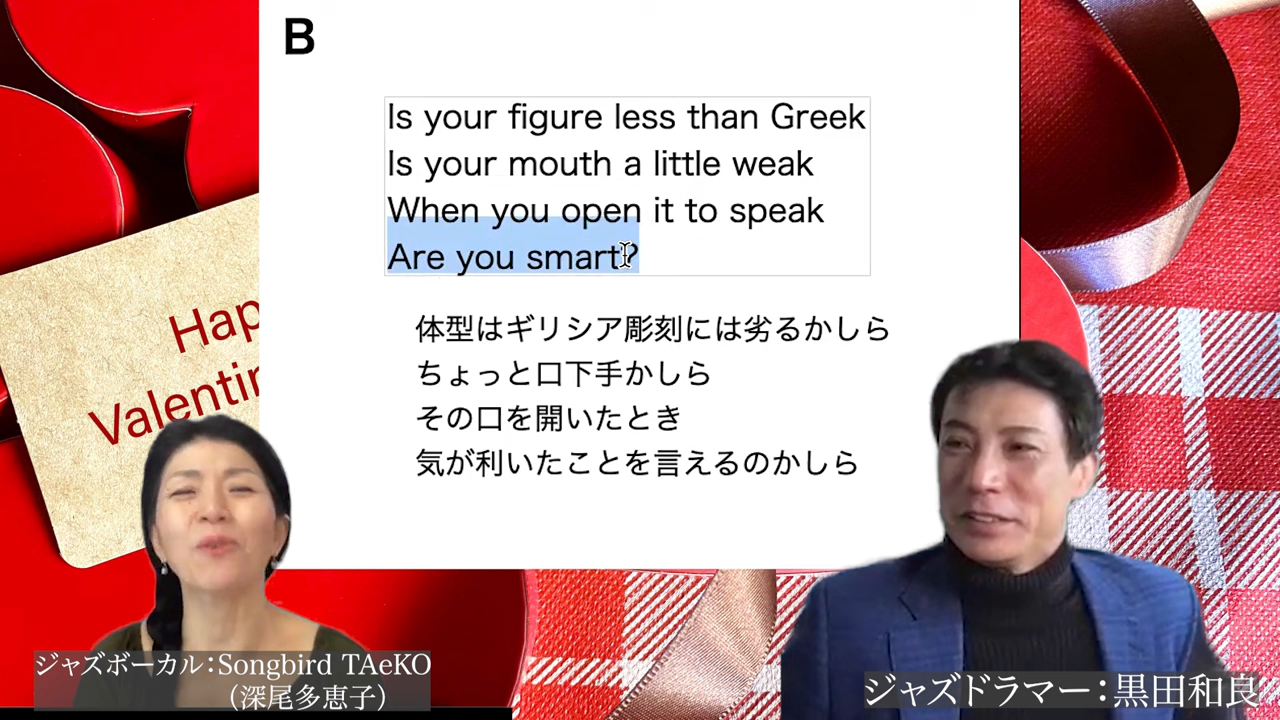 B
Is your figure less than Greek
Is your mouth a little weak
When you open it to speak
Are you smart?
体型はギリシア彫刻には劣るかしら
ちょっと口下手かしら
その口を開いたとき
気が利いたことを言えるのかしら
Hap
Valentin
ジャズボーカル：Songbird TAeKO
（深尾多恵子）
ジャズドラマー：黒田和良